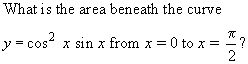 What is the area beneath the curve
y = cos² x sin x from x = 0 to x = π/2?